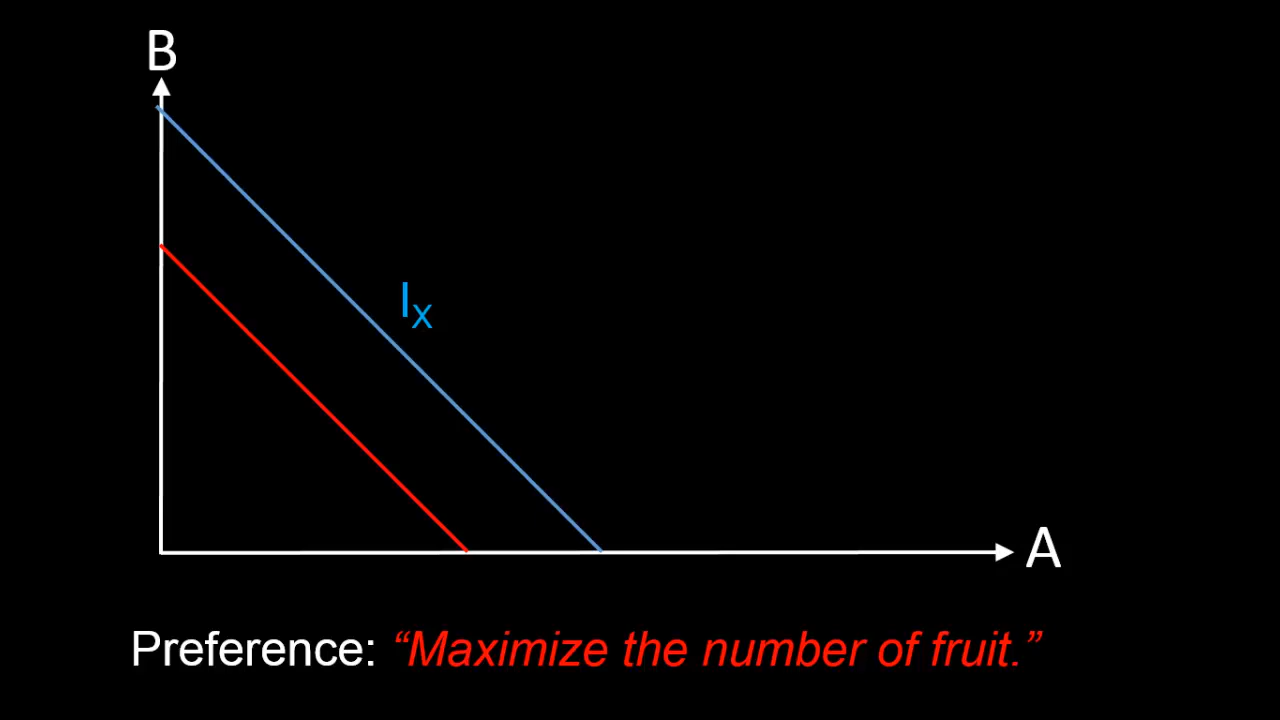 B
Iₓ
A
Preference: “Maximize the number of fruit.”